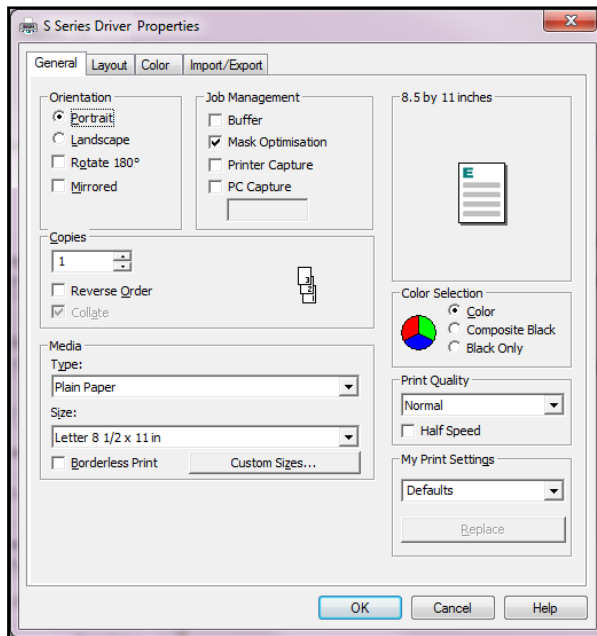 S Series Driver Properties
General
Layout
Color
Import/Export
Orientation
Portrait
Landscape
Rotate 180°
Mirrored
Job Management
Buffer
Mask Optimisation
Printer Capture
PC Capture
8.5 by 11 inches
E
Copies
1
Reverse Order
Collate
3
2
1
Color Selection
Color
Composite Black
Black Only
Media
Type:
Plain Paper
Size:
Letter 8 1/2 x 11 in
Borderless Print
Custom Sizes...
Print Quality
Normal
Half Speed
My Print Settings
Defaults
Replace
OK
Cancel
Help